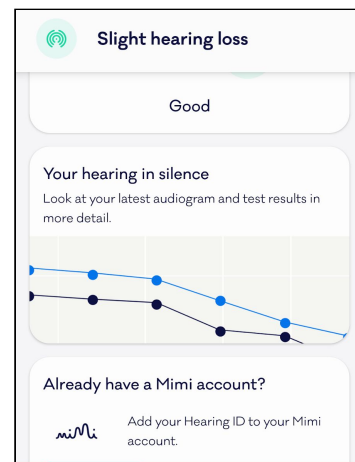 Slight hearing loss
Good
Your hearing in silence
Look at your latest audiogram and test results in
more detail.
Already have a Mimi account?
mimi
Add your Hearing ID to your Mimi
account.